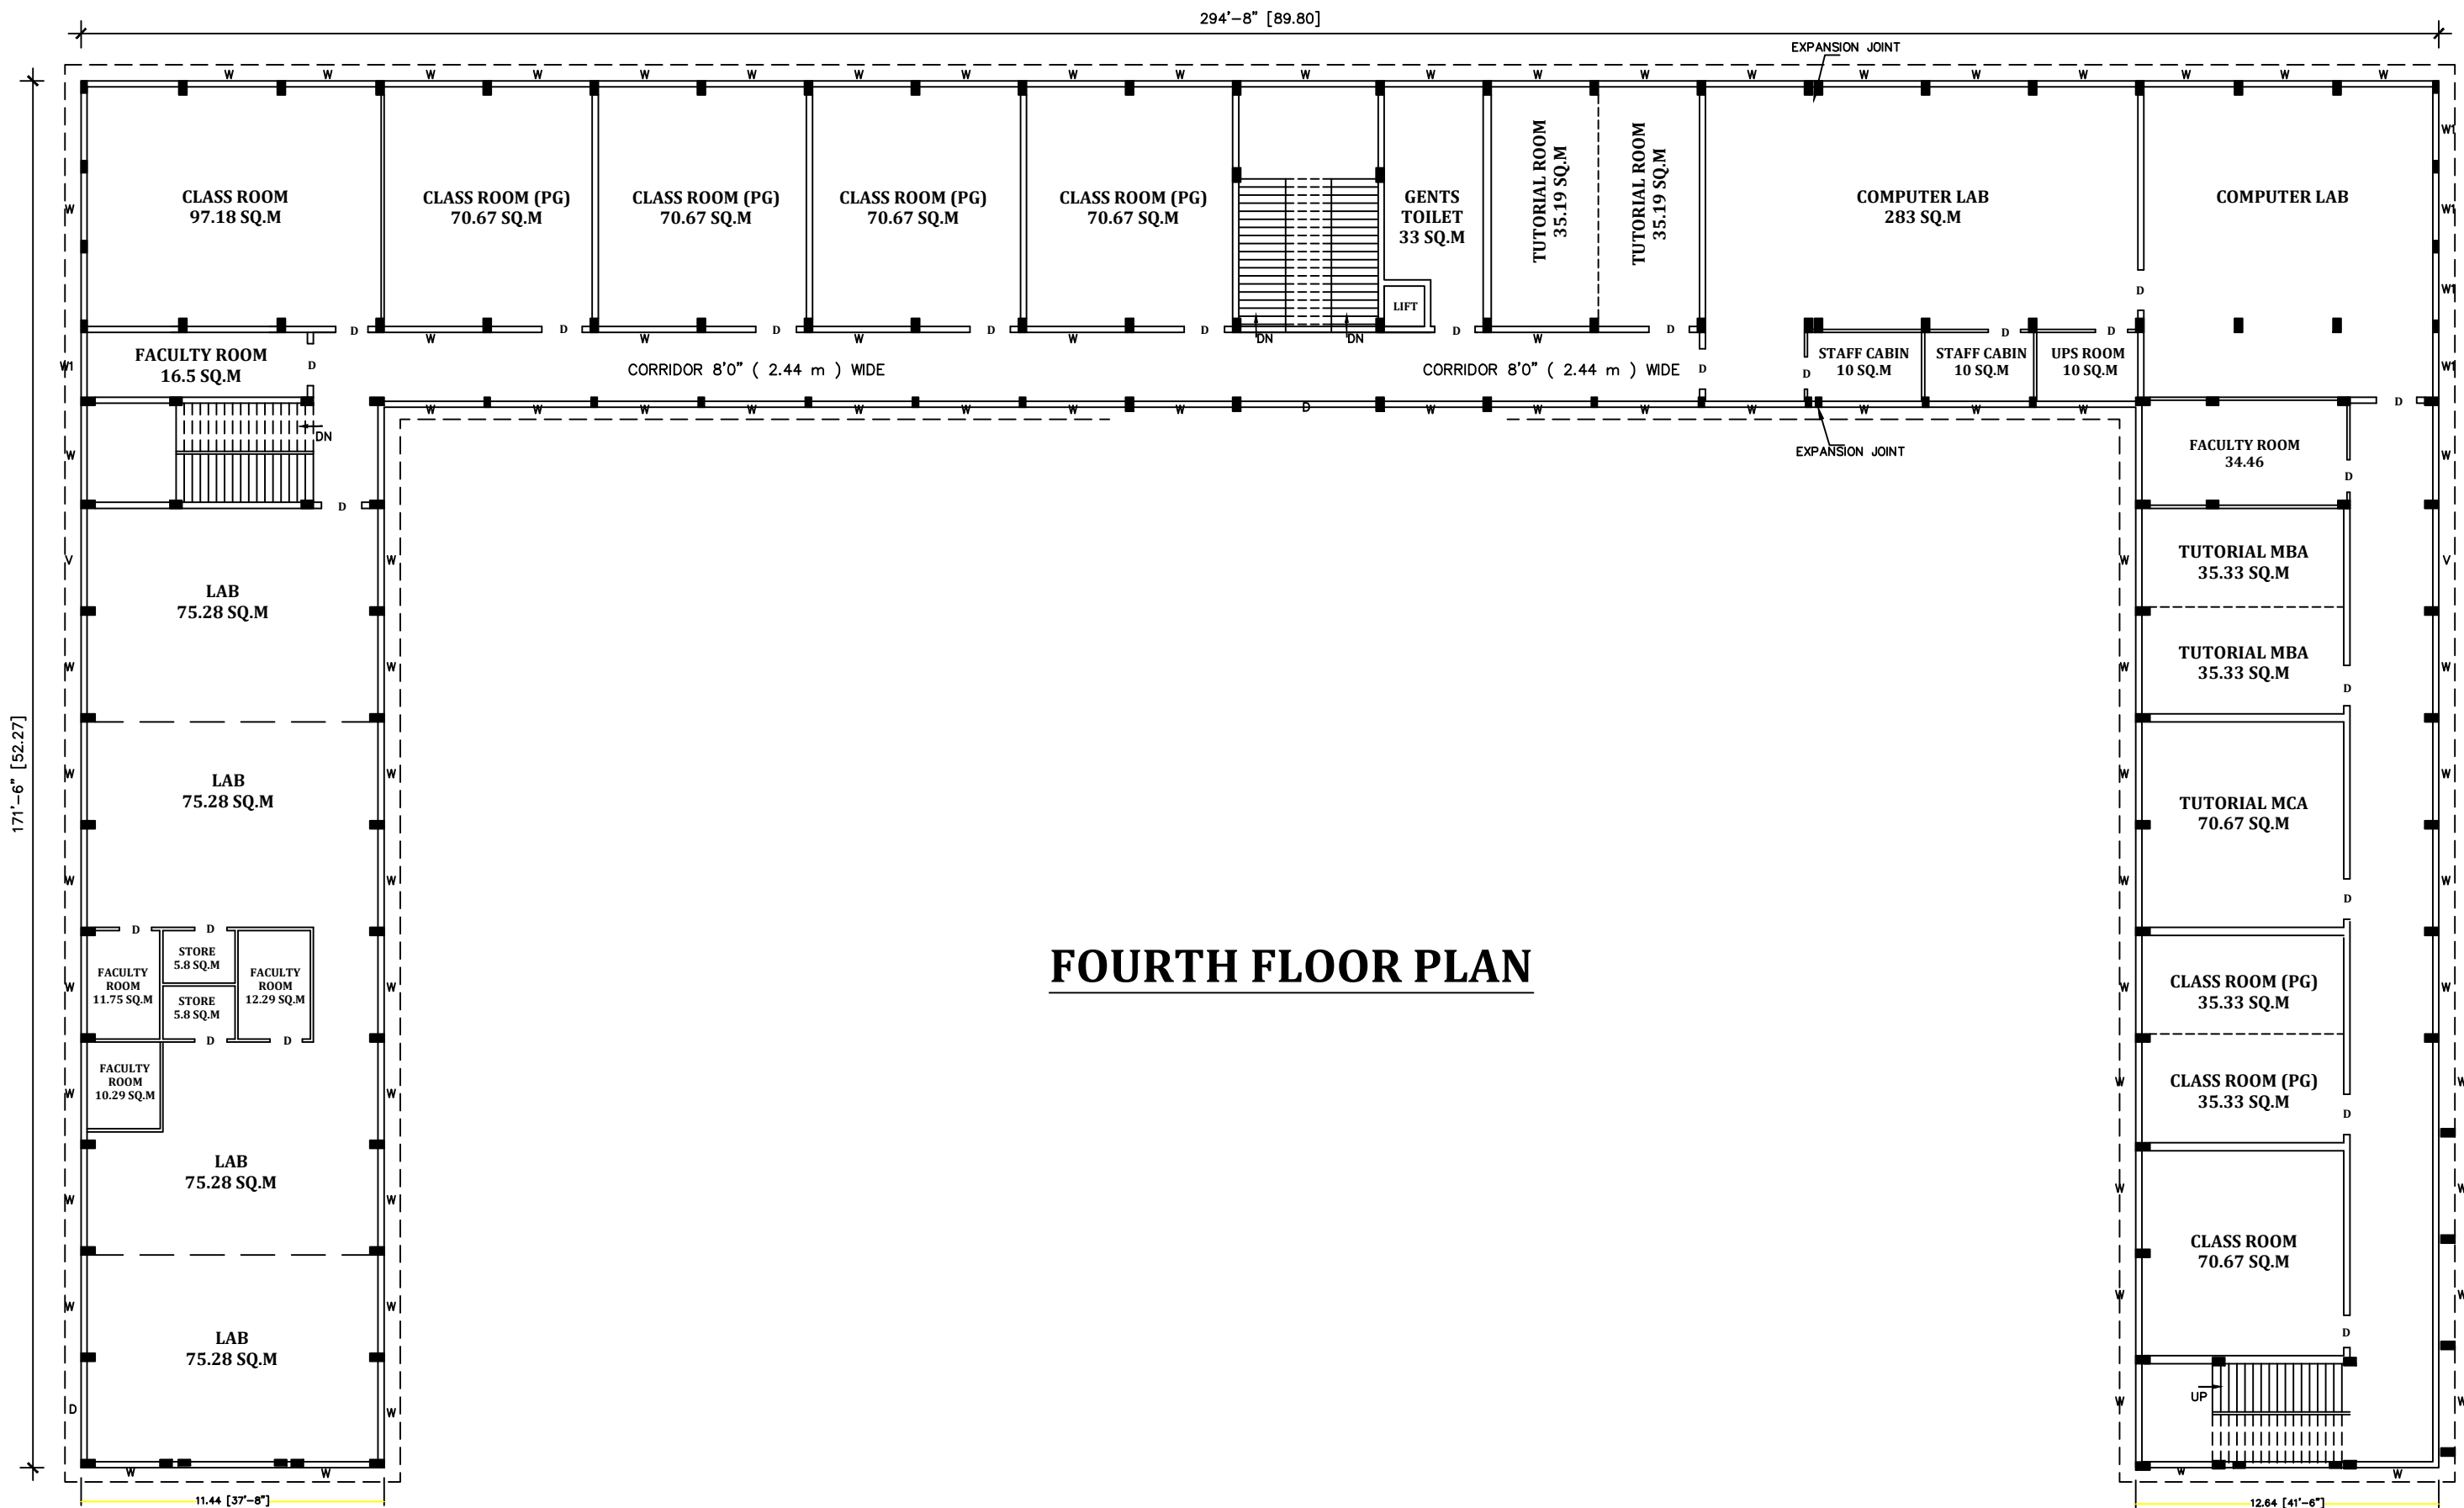 294'-8" [89.80]
EXPANSION JOINT
W W W W W W W W W W W W W W W W W W W W W
CLASS ROOM
97.18 SQ.M
CLASS ROOM (PG)
70.67 SQ.M
CLASS ROOM (PG)
70.67 SQ.M
CLASS ROOM (PG)
70.67 SQ.M
CLASS ROOM (PG)
70.67 SQ.M
GENTS
TOILET
33 SQ.M
LIFT
TUTORIAL ROOM
35.19 SQ.M
TUTORIAL ROOM
35.19 SQ.M
COMPUTER LAB
283 SQ.M
COMPUTER LAB
W
W1
W1
W1
W1
W1
D
D
D
D
D
D
D
D
D
D
W W W W W
DN
DN
FACULTY ROOM
16.5 SQ.M
D
CORRIDOR 8'0" ( 2.44 m ) WIDE
CORRIDOR 8'0" ( 2.44 m ) WIDE
D
D
STAFF CABIN
10 SQ.M
STAFF CABIN
10 SQ.M
UPS ROOM
10 SQ.M
W W W W W W W W D W W W W W W
D
EXPANSION JOINT
DN
W
D
FACULTY ROOM
34.46
D
W
V
LAB
75.28 SQ.M
W
W
TUTORIAL MBA
35.33 SQ.M
V
W
W
W
TUTORIAL MBA
35.33 SQ.M
W
D
171'-6" [52.27]
LAB
75.28 SQ.M
W
W
W
TUTORIAL MCA
70.67 SQ.M
W
W
W
W
W
D
D
D
FACULTY
ROOM
11.75 SQ.M
STORE
5.8 SQ.M
STORE
5.8 SQ.M
FACULTY
ROOM
12.29 SQ.M
W
W
W
W
D
D
FOURTH FLOOR PLAN
CLASS ROOM (PG)
35.33 SQ.M
FACULTY
ROOM
10.29 SQ.M
W
W
W
W
CLASS ROOM (PG)
35.33 SQ.M
D
LAB
75.28 SQ.M
W
W
W
W
CLASS ROOM
70.67 SQ.M
LAB
75.28 SQ.M
W
W
W
W
D
D
W
W
W
UP
W W
W W
11.44 [37'-8"]
12.64 [41'-6"]